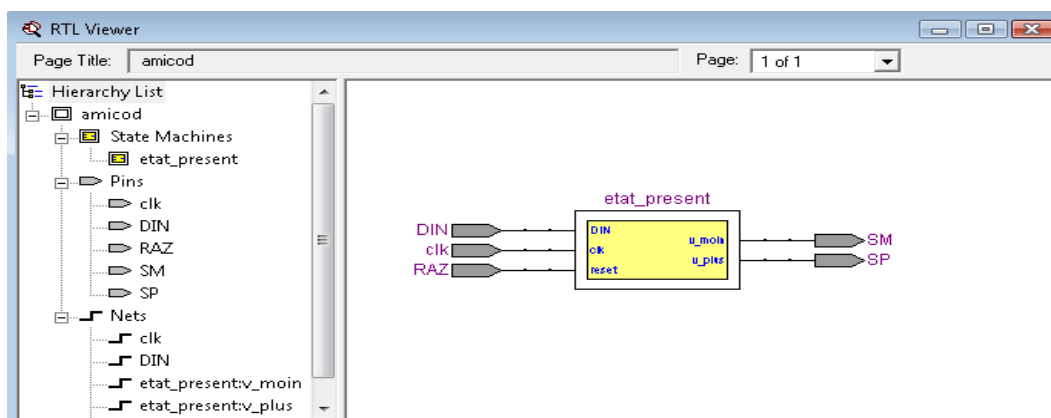 RTL Viewer
Page Title: amicod
Page: 1 of 1
Hierarchy List
amicod
State Machines
etat_present
Pins
clk
DIN
RAZ
SM
SP
Nets
clk
DIN
etat_present:v_moin
etat_present:v_plus
etat_present
DIN
clk
RAZ
DIN
clk
reset
u_moin
u_plus
SM
SP